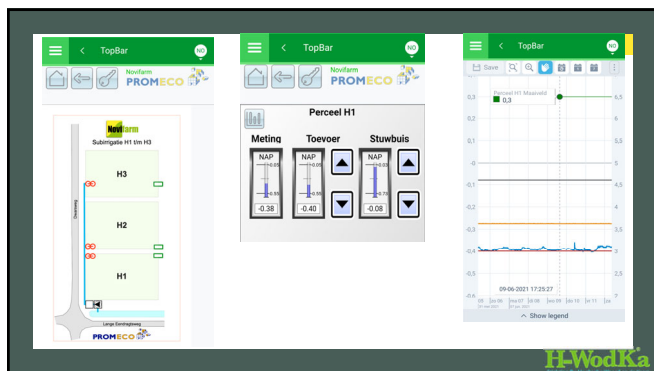 TopBar
NO
Novifarm
PROMECO
Novifarm
Subirrigatie H1 t/m H3
H3
H2
H1
Lange Eendragtsweg
PROMECO
TopBar
NO
Novifarm
PROMECO
Perceel H1
Meting Toevoer Stuwbuis
NAP NAP NAP
-0.38 -0.40 -0.08
TopBar
NO
Save
Perceel H1 Maaiveld
0,3
0,3 6,5
0,2 6
0,1 5,5
-0 5
-0,1 4,5
-0,2 4
-0,3 3,5
-0,4 3
-0,5 2,5
-0,6 2
09-06-2021 17:25:27
Show legend
H-WodKa